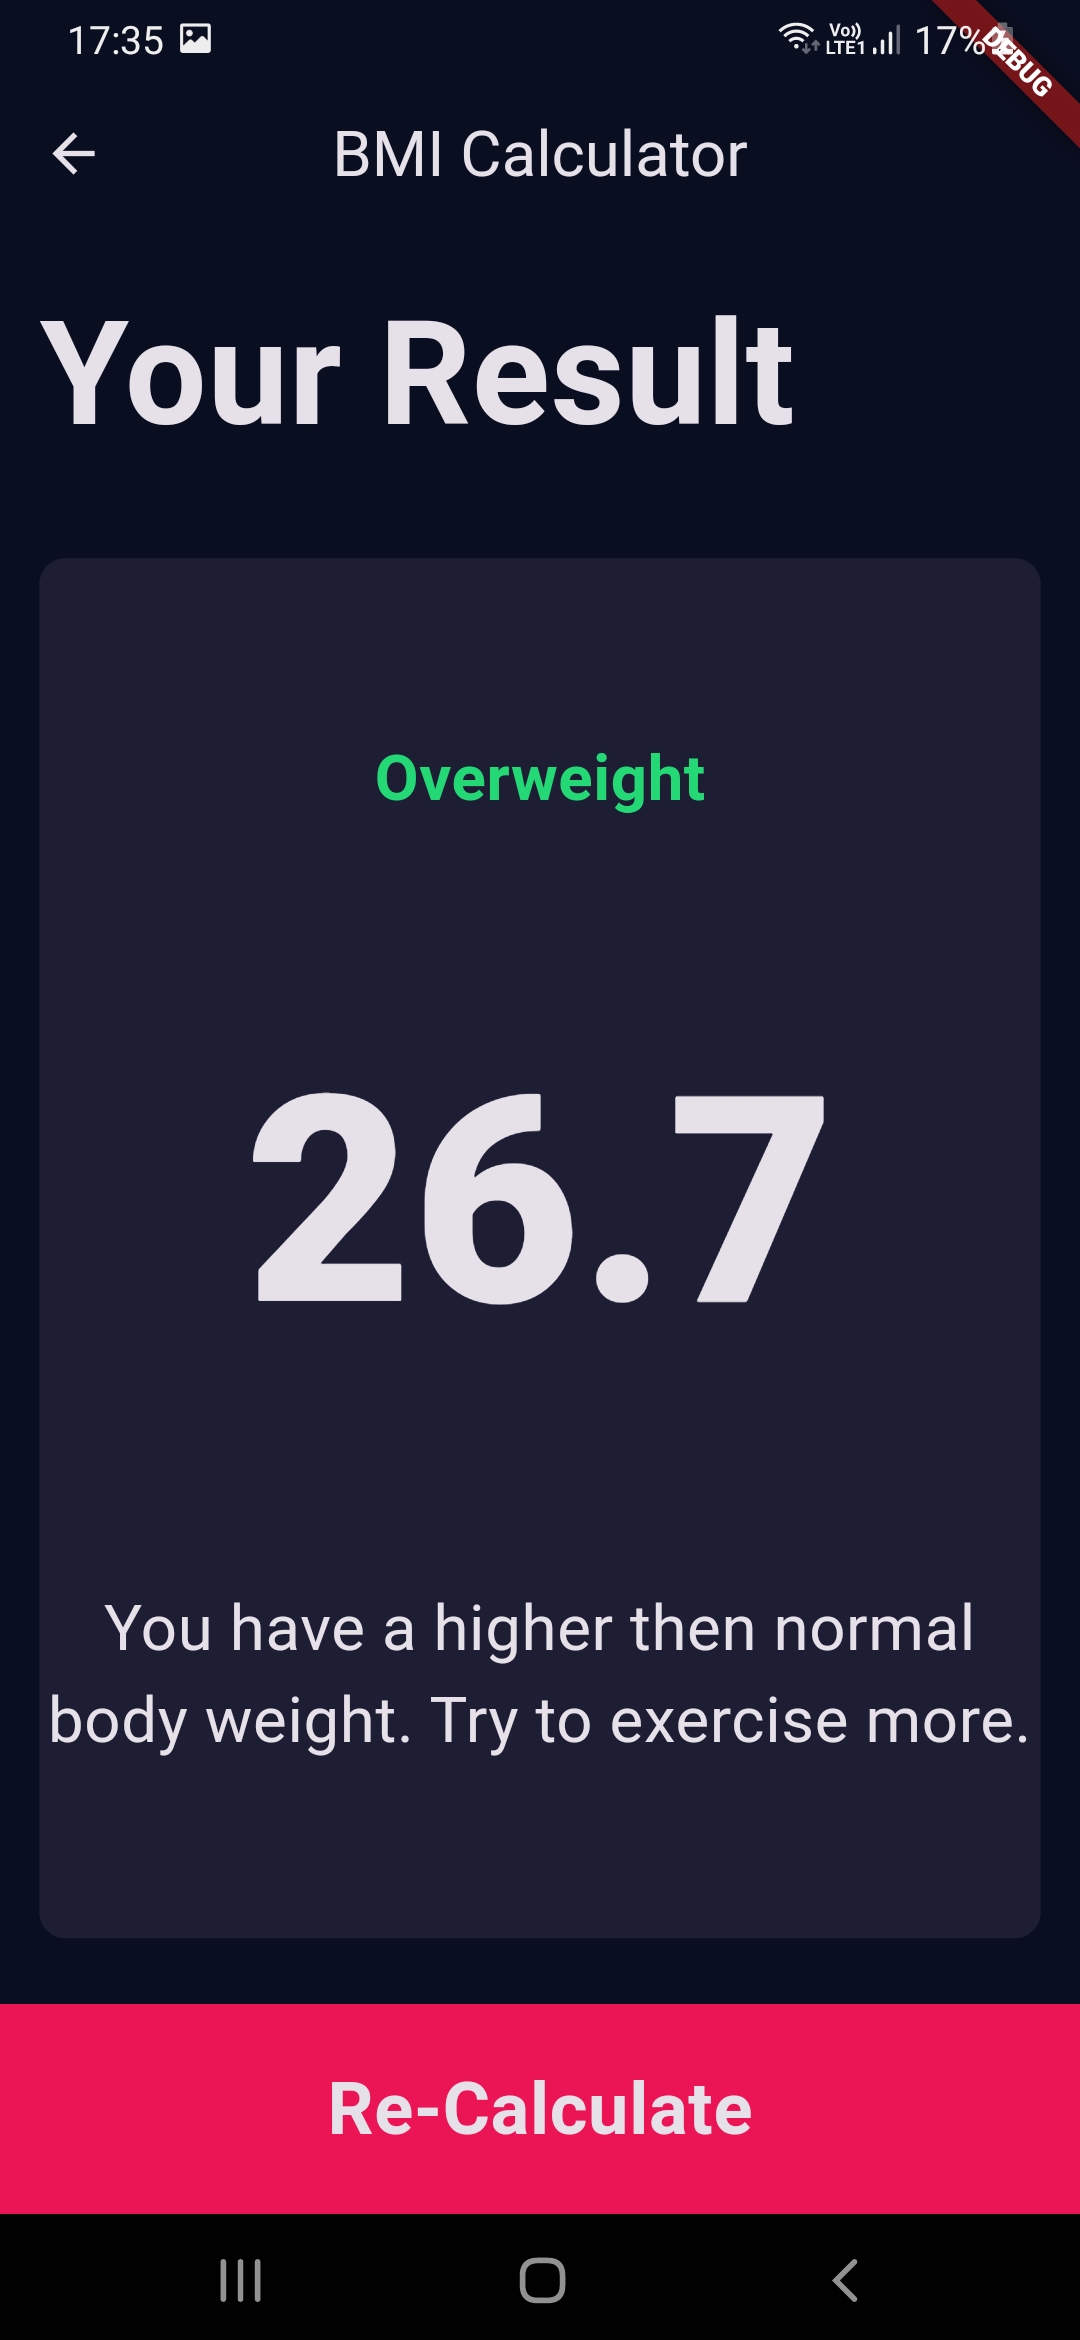 17:35 Vo)) LTE1 17% DEBUG
BMI Calculator
Your Result
Overweight
26.7
You have a higher then normal
body weight. Try to exercise more.
Re-Calculate